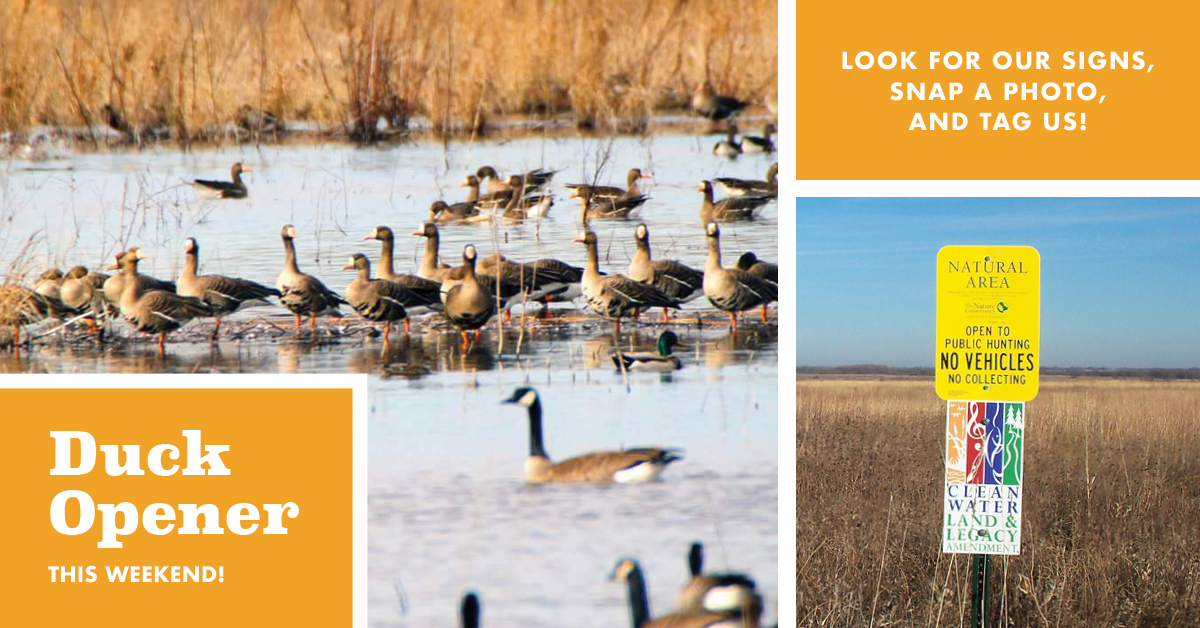 LOOK FOR OUR SIGNS,
SNAP A PHOTO,
AND TAG US!
Duck
Opener
THIS WEEKEND!
NATURAL
AREA
The Nature
Conservancy
OPEN TO
PUBLIC HUNTING
NO VEHICLES
NO COLLECTING
CLEAN
WATER
LAND &
LEGACY
AMENDMENT